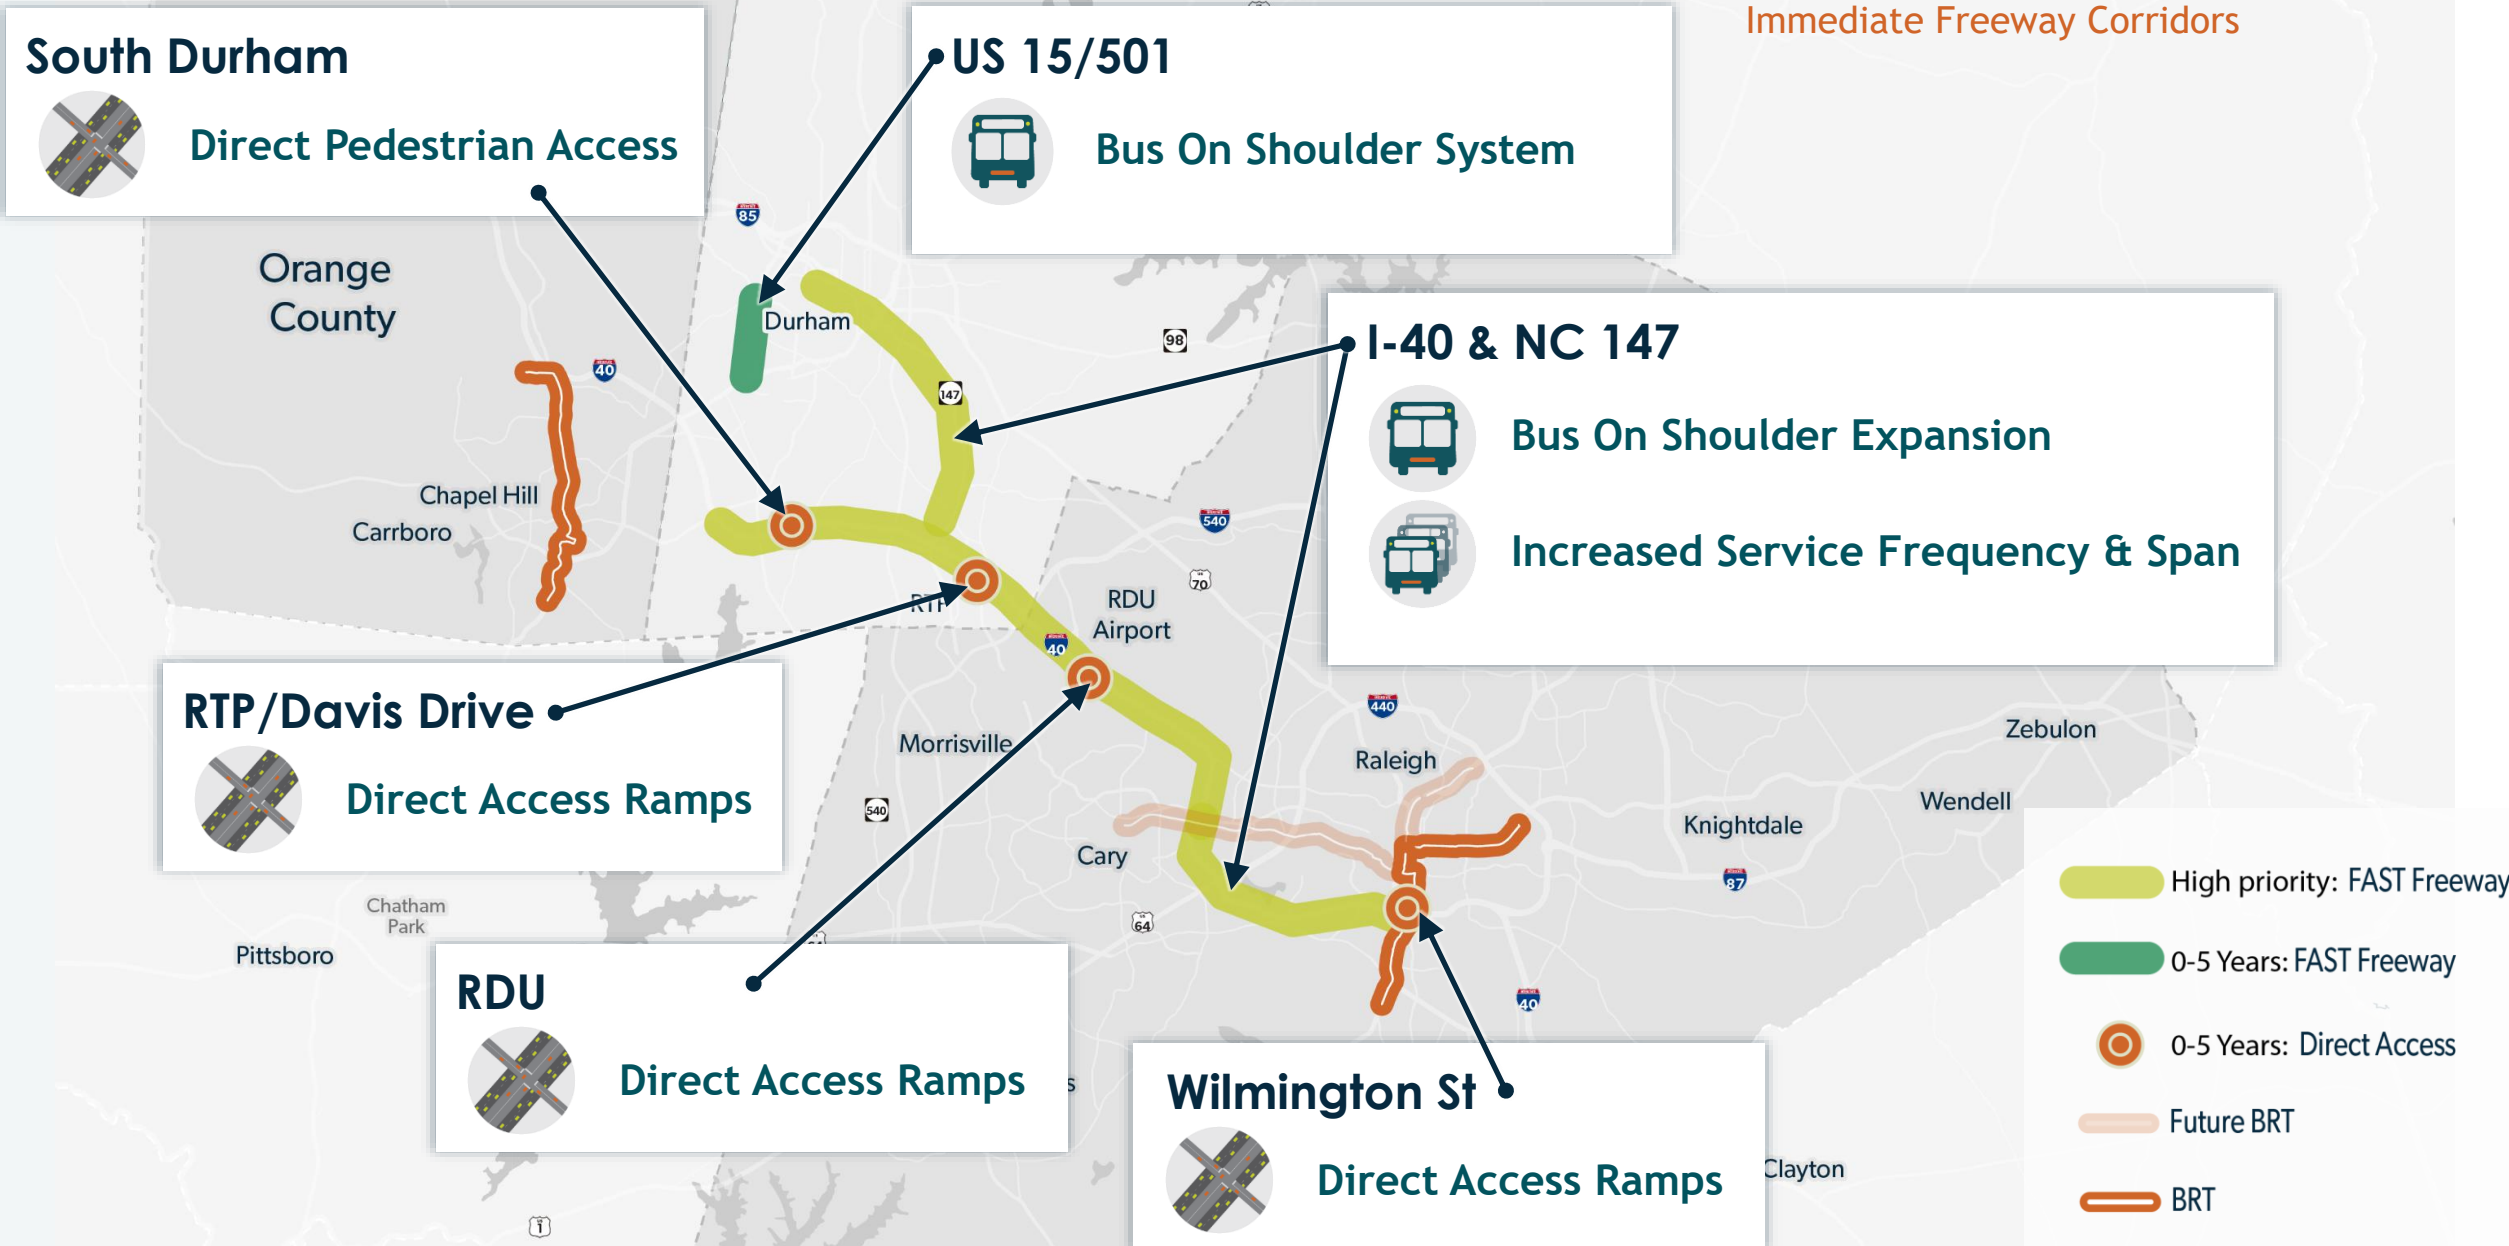 Immediate Freeway Corridors
South Durham
Direct Pedestrian Access
US 15/501
Bus On Shoulder System
85
Orange
County
Durham
40
98
147
I-40 & NC 147
Bus On Shoulder Expansion
Increased Service Frequency & Span
Chapel Hill
Carrboro
540
US
70
RDU
Airport
40
RTP/Davis Drive
Direct Access Ramps
440
Morrisville
Raleigh
Zebulon
Wendell
540
Knightdale
Cary
87
Chatham
Park
US
64
Pittsboro
RDU
Direct Access Ramps
40
Wilmington St
Direct Access Ramps
Clayton
US
1
High priority: FAST Freeway
0-5 Years: FAST Freeway
0-5 Years: Direct Access
Future BRT
BRT